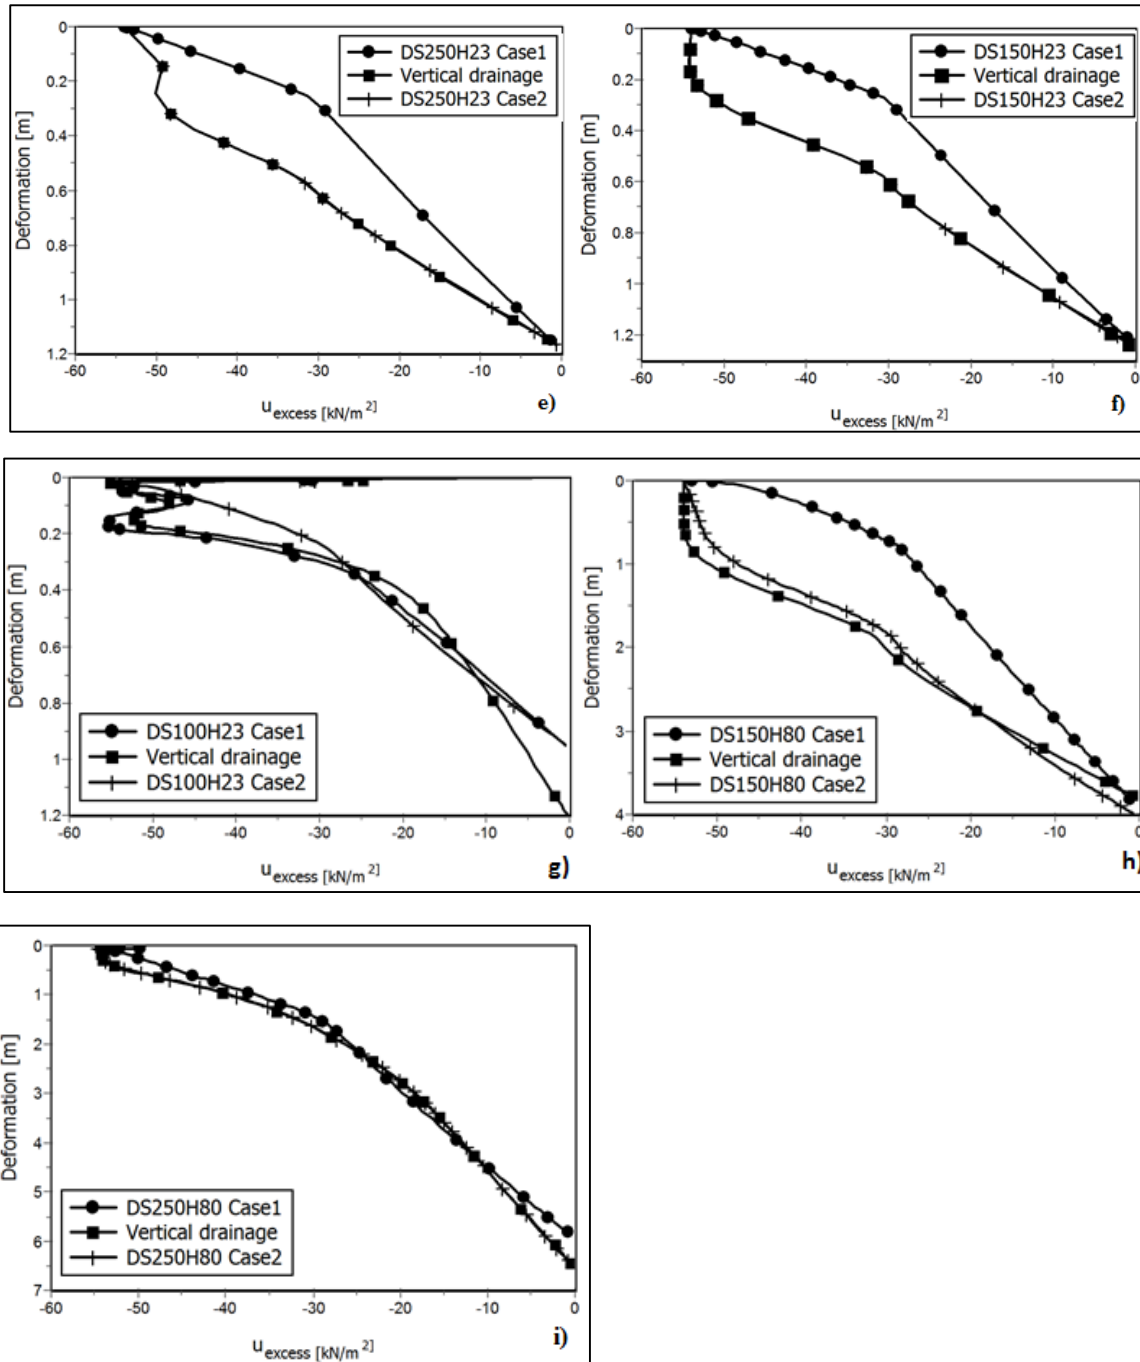 0
0.2
0.4
0.6
0.8
1
1.2
Deformation [m]
DS250H23 Case1
Vertical drainage
DS250H23 Case2
-60
-50
-40
-30
-20
-10
0
u excess [kN/m²]
e)
0
0.2
0.4
0.6
0.8
1
1.2
Deformation [m]
DS150H23 Case1
Vertical drainage
DS150H23 Case2
-60
-50
-40
-30
-20
-10
0
u excess [kN/m²]
f)
0
0.2
0.4
0.6
0.8
1
1.2
Deformation [m]
DS100H23 Case1
Vertical drainage
DS100H23 Case2
-60
-50
-40
-30
-20
-10
0
u excess [kN/m²]
g)
0
1
2
3
4
Deformation [m]
DS150H80 Case1
Vertical drainage
DS150H80 Case2
-60
-50
-40
-30
-20
-10
0
u excess [kN/m²]
h)
0
1
2
3
4
5
6
7
Deformation [m]
DS250H80 Case1
Vertical drainage
DS250H80 Case2
-60
-50
-40
-30
-20
-10
0
u excess [kN/m²]
i)